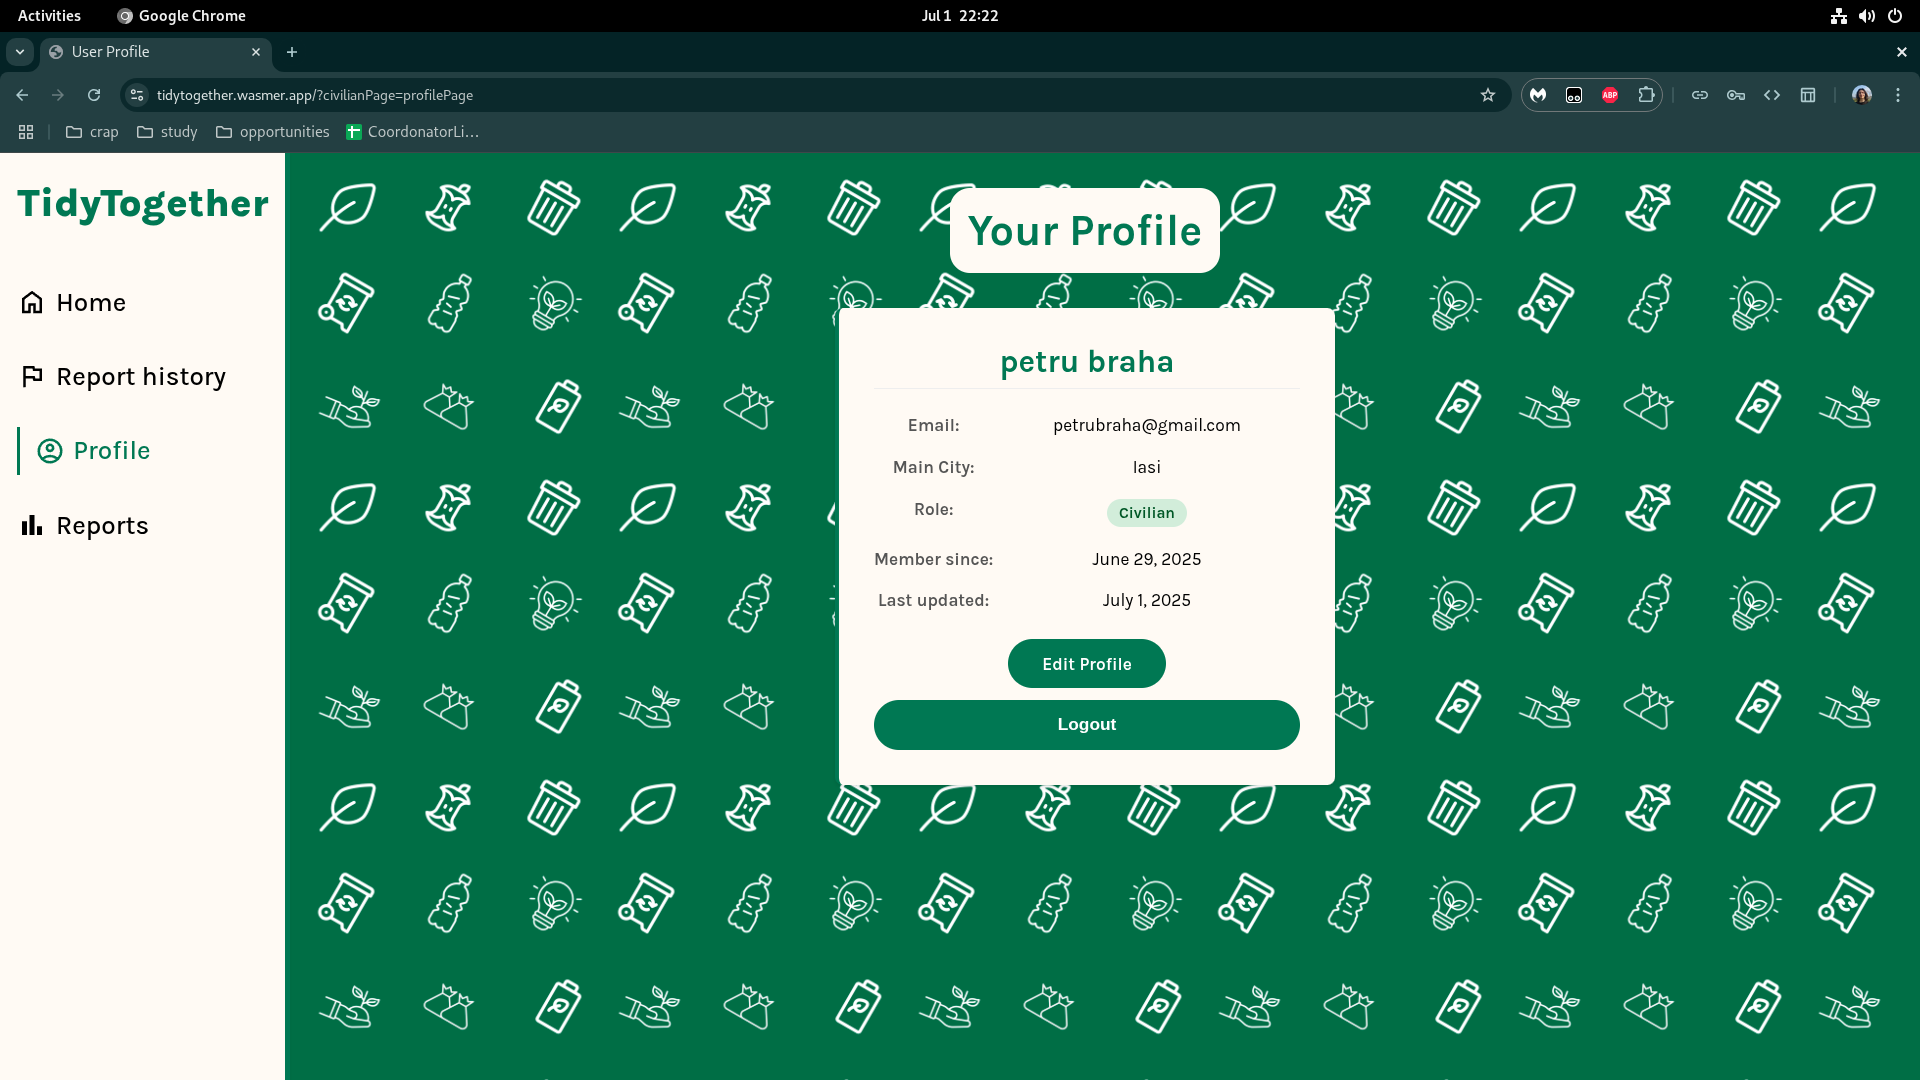 Activities Google Chrome Jul 1 22:22
User Profile
tidytogether.wasmer.app/?civilianPage=profilePage ABP
crap study opportunities CoordonatorLi...
TidyTogether
Home
Report history
Profile
Reports
Your Profile
petru braha
Email: petrubraha@gmail.com
Main City: Iasi
Role: Civilian
Member since: June 29, 2025
Last updated: July 1, 2025
Edit Profile
Logout